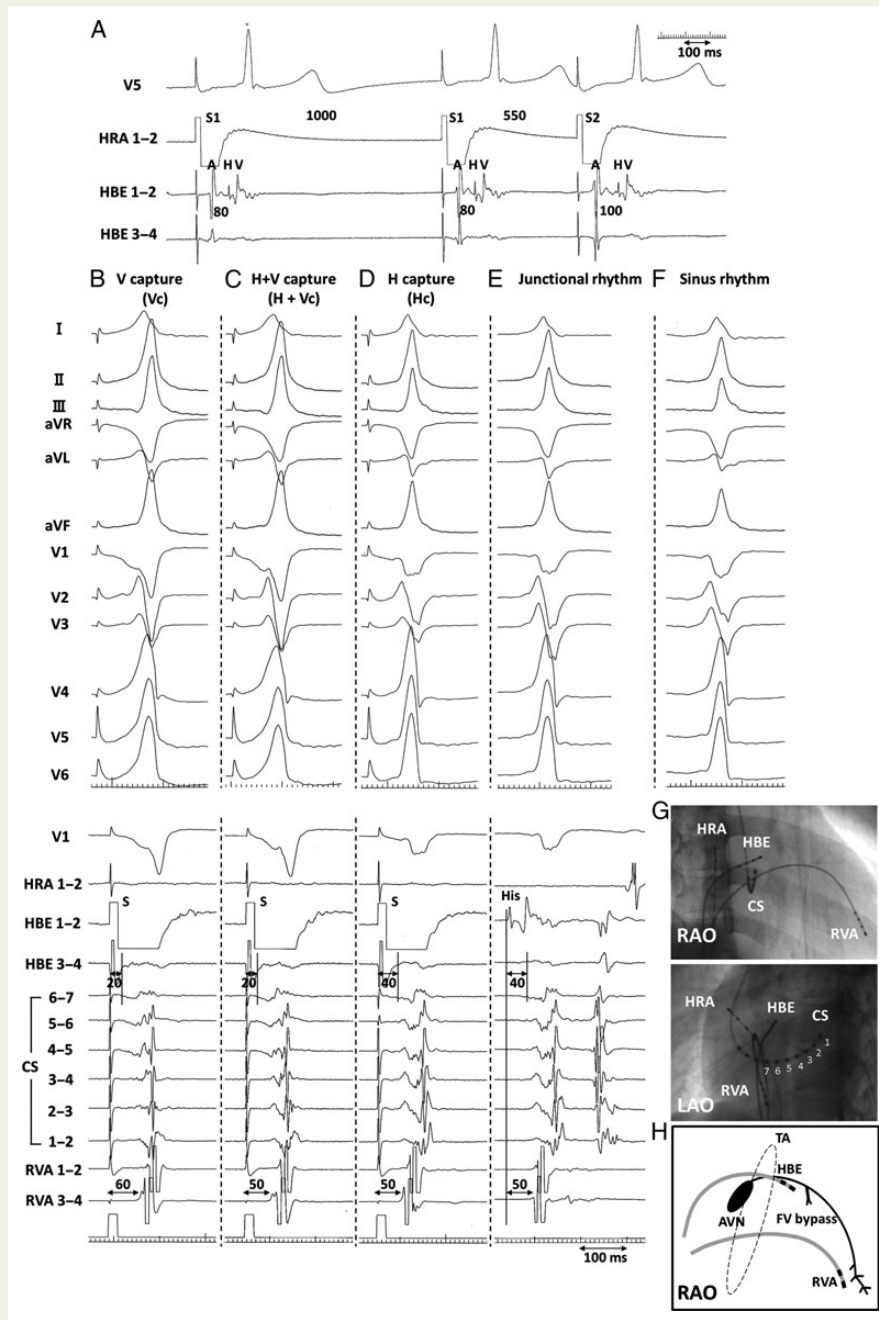 A
100 ms
V5
S1 1000 S1 550 S2
HRA 1–2
A H V A H V A H V
HBE 1–2
80 80 100
HBE 3–4
B V capture (Vc)
C H+V capture (H + Vc)
D H capture (Hc)
E Junctional rhythm
F Sinus rhythm
I
II
III
aVR
aVL
aVF
V1
V2
V3
V4
V5
V6
V1
HRA 1–2
S S S His
HBE 1–2
HBE 3–4
20 20 40 40
6–7
5–6
4–5
CS
3–4
2–3
1–2
RVA 1–2
60 50 50 50
RVA 3–4
100 ms
G
HRA
HBE
CS
RVA
RAO
HRA
HBE
CS
1
2
3
4
5
6
7
RVA
LAO
H
TA
HBE
AVN
FV bypass
RVA
RAO